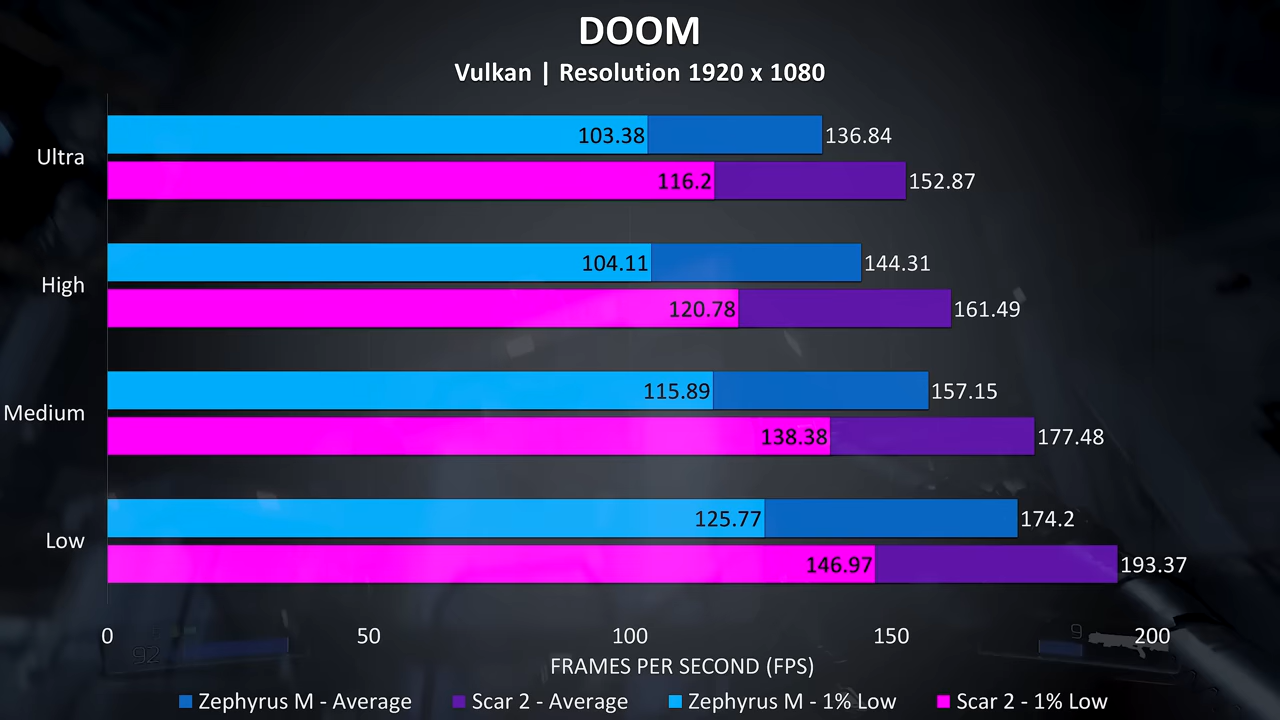 DOOM
Vulkan | Resolution 1920 x 1080
Ultra
103.38 136.84
116.2 152.87
High
104.11 144.31
120.78 161.49
Medium
115.89 157.15
138.38 177.48
Low
125.77 174.2
146.97 193.37
0 50 100 150 200
92
9
FRAMES PER SECOND (FPS)
Zephyrus M - Average Scar 2 - Average Zephyrus M - 1% Low Scar 2 - 1% Low